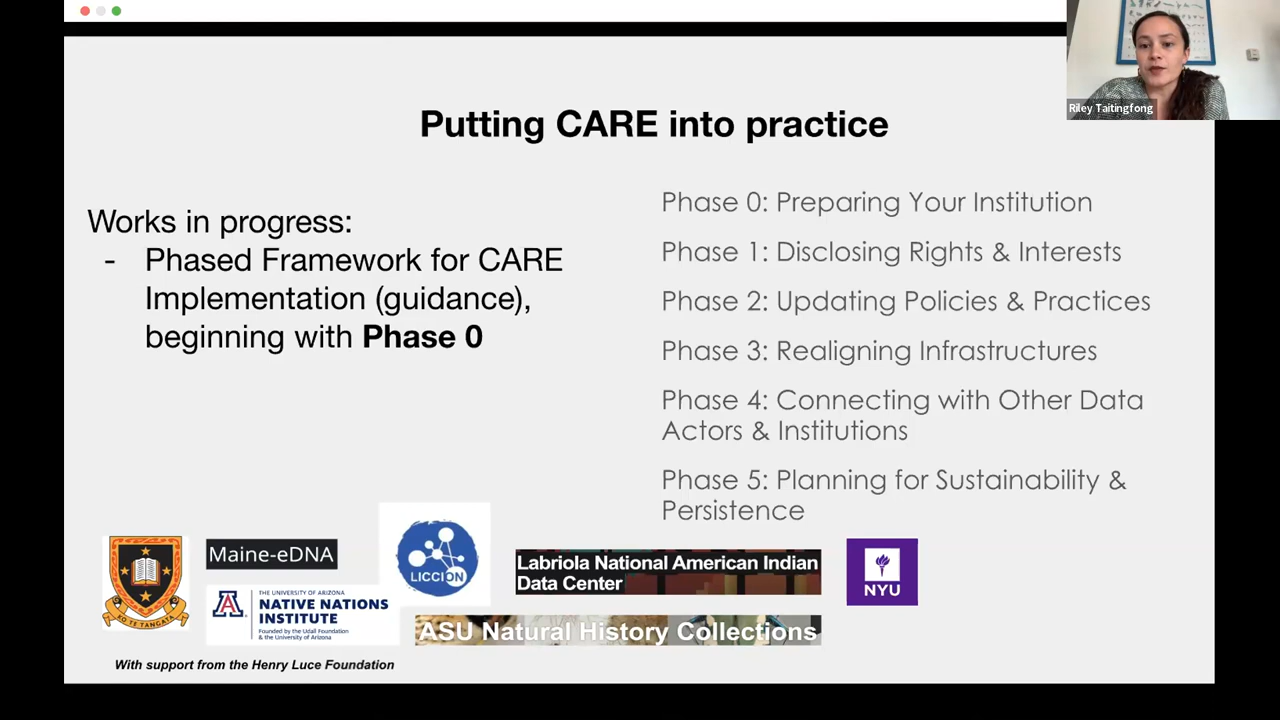 Riley Taitingfong
Putting CARE into practice
Works in progress:
- Phased Framework for CARE
Implementation (guidance),
beginning with Phase 0
Phase 0: Preparing Your Institution
Phase 1: Disclosing Rights & Interests
Phase 2: Updating Policies & Practices
Phase 3: Realigning Infrastructures
Phase 4: Connecting with Other Data
Actors & Institutions
Phase 5: Planning for Sustainability &
Persistence
KO TE TANGATA
Maine-eDNA
THE UNIVERSITY OF ARIZONA
A
NATIVE NATIONS
INSTITUTE
Founded by the Udall Foundation
& the University of Arizona
LICCION
Labriola National American Indian
Data Center
ASU Natural History Collections
NYU
With support from the Henry Luce Foundation